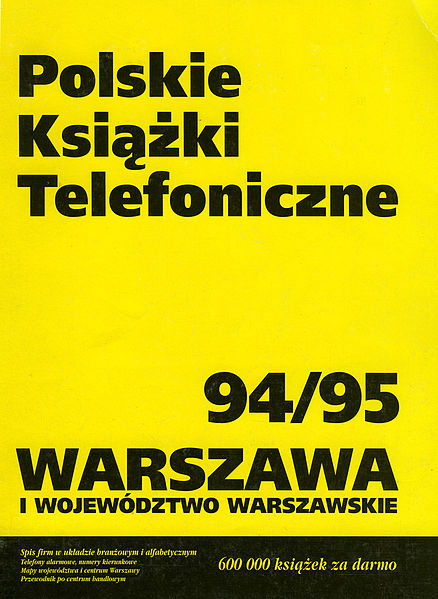 Polskie
Książki
Telefoniczne
94/95
WARSZAWA
I WOJEWÓDZTWO WARSZAWSKIE
Spis firm w układzie branżowym i alfabetycznym
Telefony alarmowe, numery kierunkowe
Mapy województwa i centrum Warszawy
Przewodnik po centrum handlowym
600 000 książek za darmo